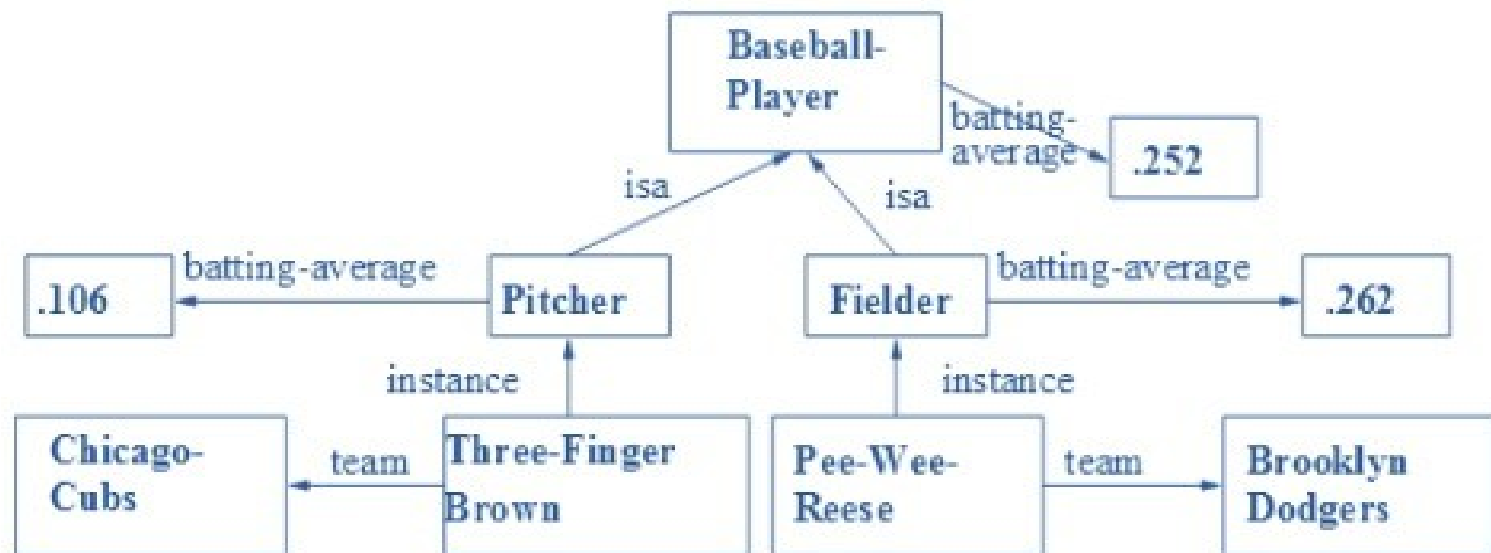 Baseball-
Player
batting-
average
.252
isa
isa
.106
batting-average
Pitcher
Fielder
batting-average
.262
instance
instance
Chicago-
Cubs
team
Three-Finger
Brown
Pee-Wee-
Reese
team
Brooklyn
Dodgers